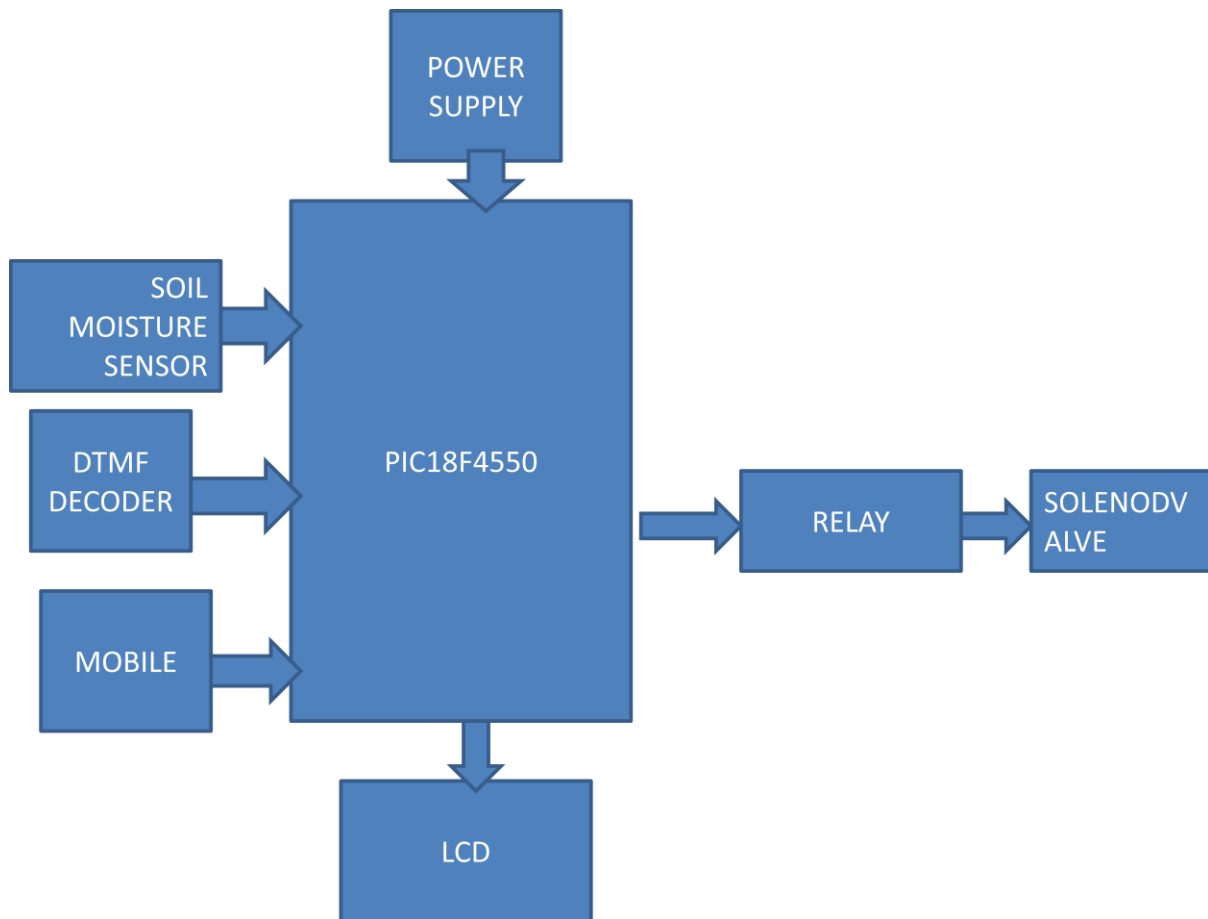 POWER
SUPPLY
SOIL
MOISTURE
SENSOR
DTMF
DECODER
PIC18F4550
RELAY
SOLENODV
ALVE
MOBILE
LCD